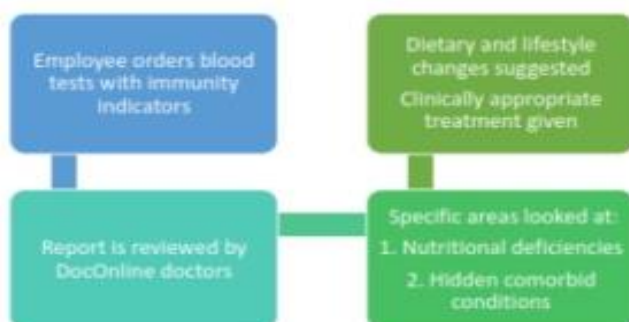 Employee orders blood
tests with immunity
indicators
Report is reviewed by
DocOnline doctors
Specific areas looked at:
1. Nutritional deficiencies
2. Hidden comorbid
conditions
Dietary and lifestyle
changes suggested
Clinically appropriate
treatment given